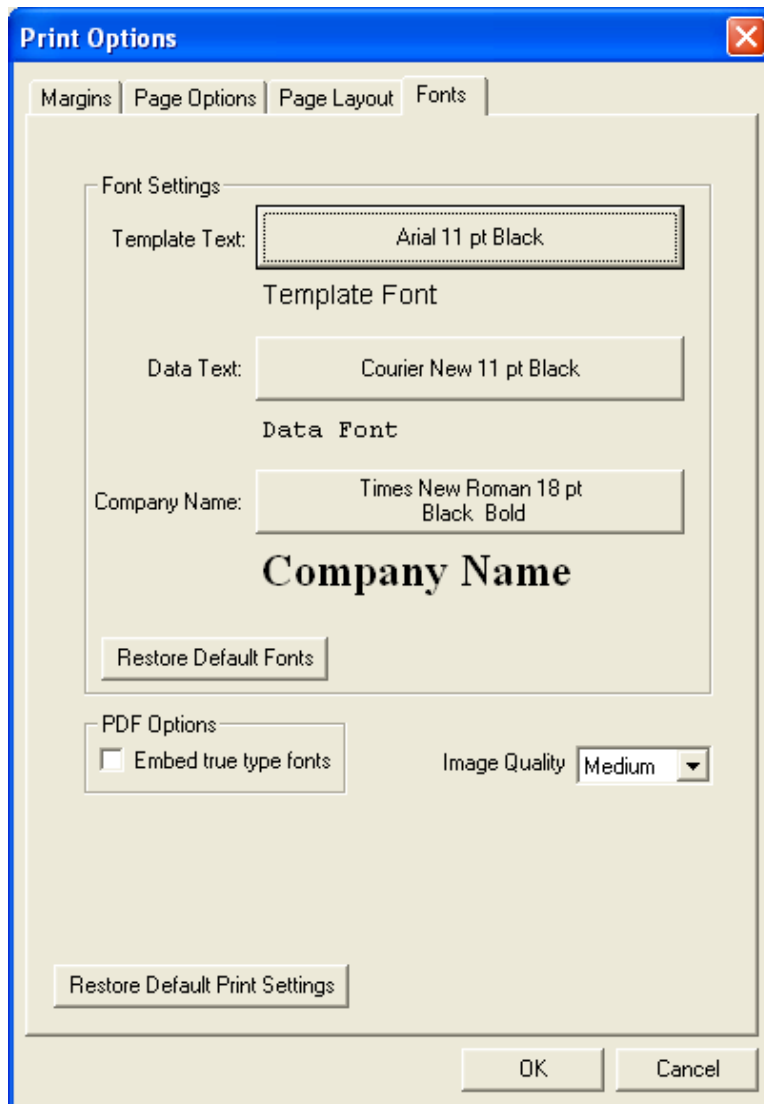 Print Options
Margins Page Options Page Layout Fonts
Font Settings
Template Text: Arial 11 pt Black
Template Font
Data Text: Courier New 11 pt Black
Data Font
Company Name: Times New Roman 18 pt
Black Bold
Company Name
Restore Default Fonts
PDF Options
Embed true type fonts Image Quality Medium
Restore Default Print Settings
OK Cancel